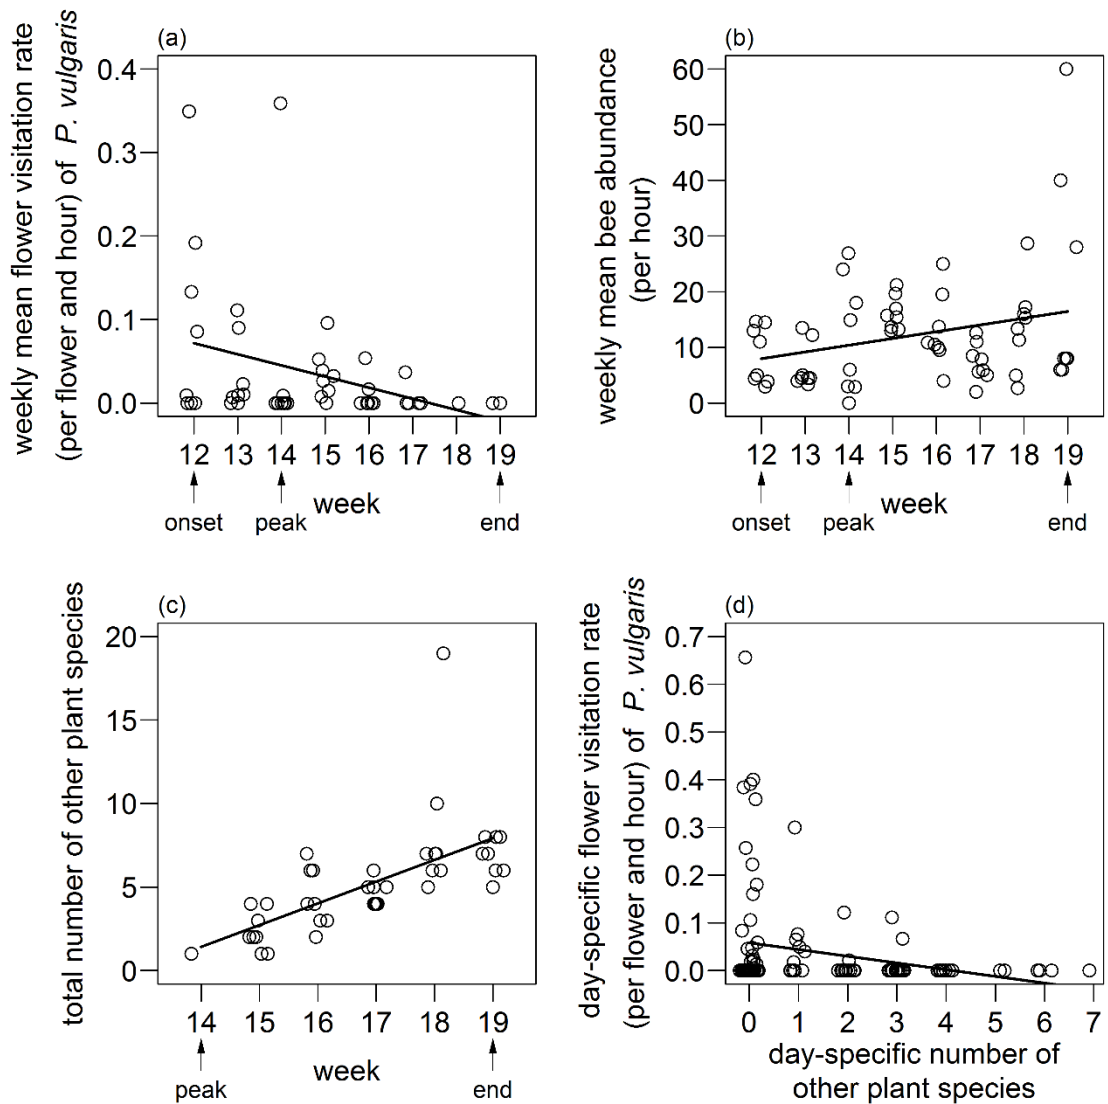 (a)
weekly mean flower visitation rate
(per flower and hour) of P. vulgaris
0.4
0.3
0.2
0.1
0.0
12 13 14 15 16 17 18 19
week
onset peak end
(b)
weekly mean bee abundance
(per hour)
60
50
40
30
20
10
0
12 13 14 15 16 17 18 19
week
onset peak end
(c)
total number of other plant species
20
15
10
5
0
14 15 16 17 18 19
week
peak end
(d)
day-specific flower visitation rate
(per flower and hour) of P. vulgaris
0.7
0.6
0.5
0.4
0.3
0.2
0.1
0.0
0 1 2 3 4 5 6 7
day-specific number of
other plant species